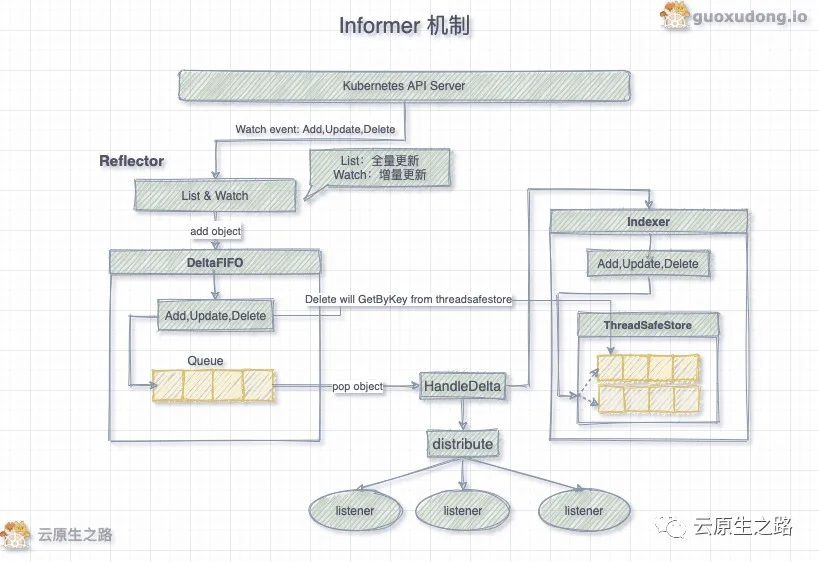 Informer 机制
guoxudong.io
Kubernetes API Server
Watch event: Add,Update,Delete
Reflector
List：全量更新
Watch：增量更新
List & Watch
add object
Indexer
DeltaFIFO
Add,Update,Delete
Delete will GetByKey from threadsafestore
Add,Update,Delete
ThreadSafeStore
Queue
pop object
HandleDelta
distribute
listener
listener
listener
云原生之路
云原生之路